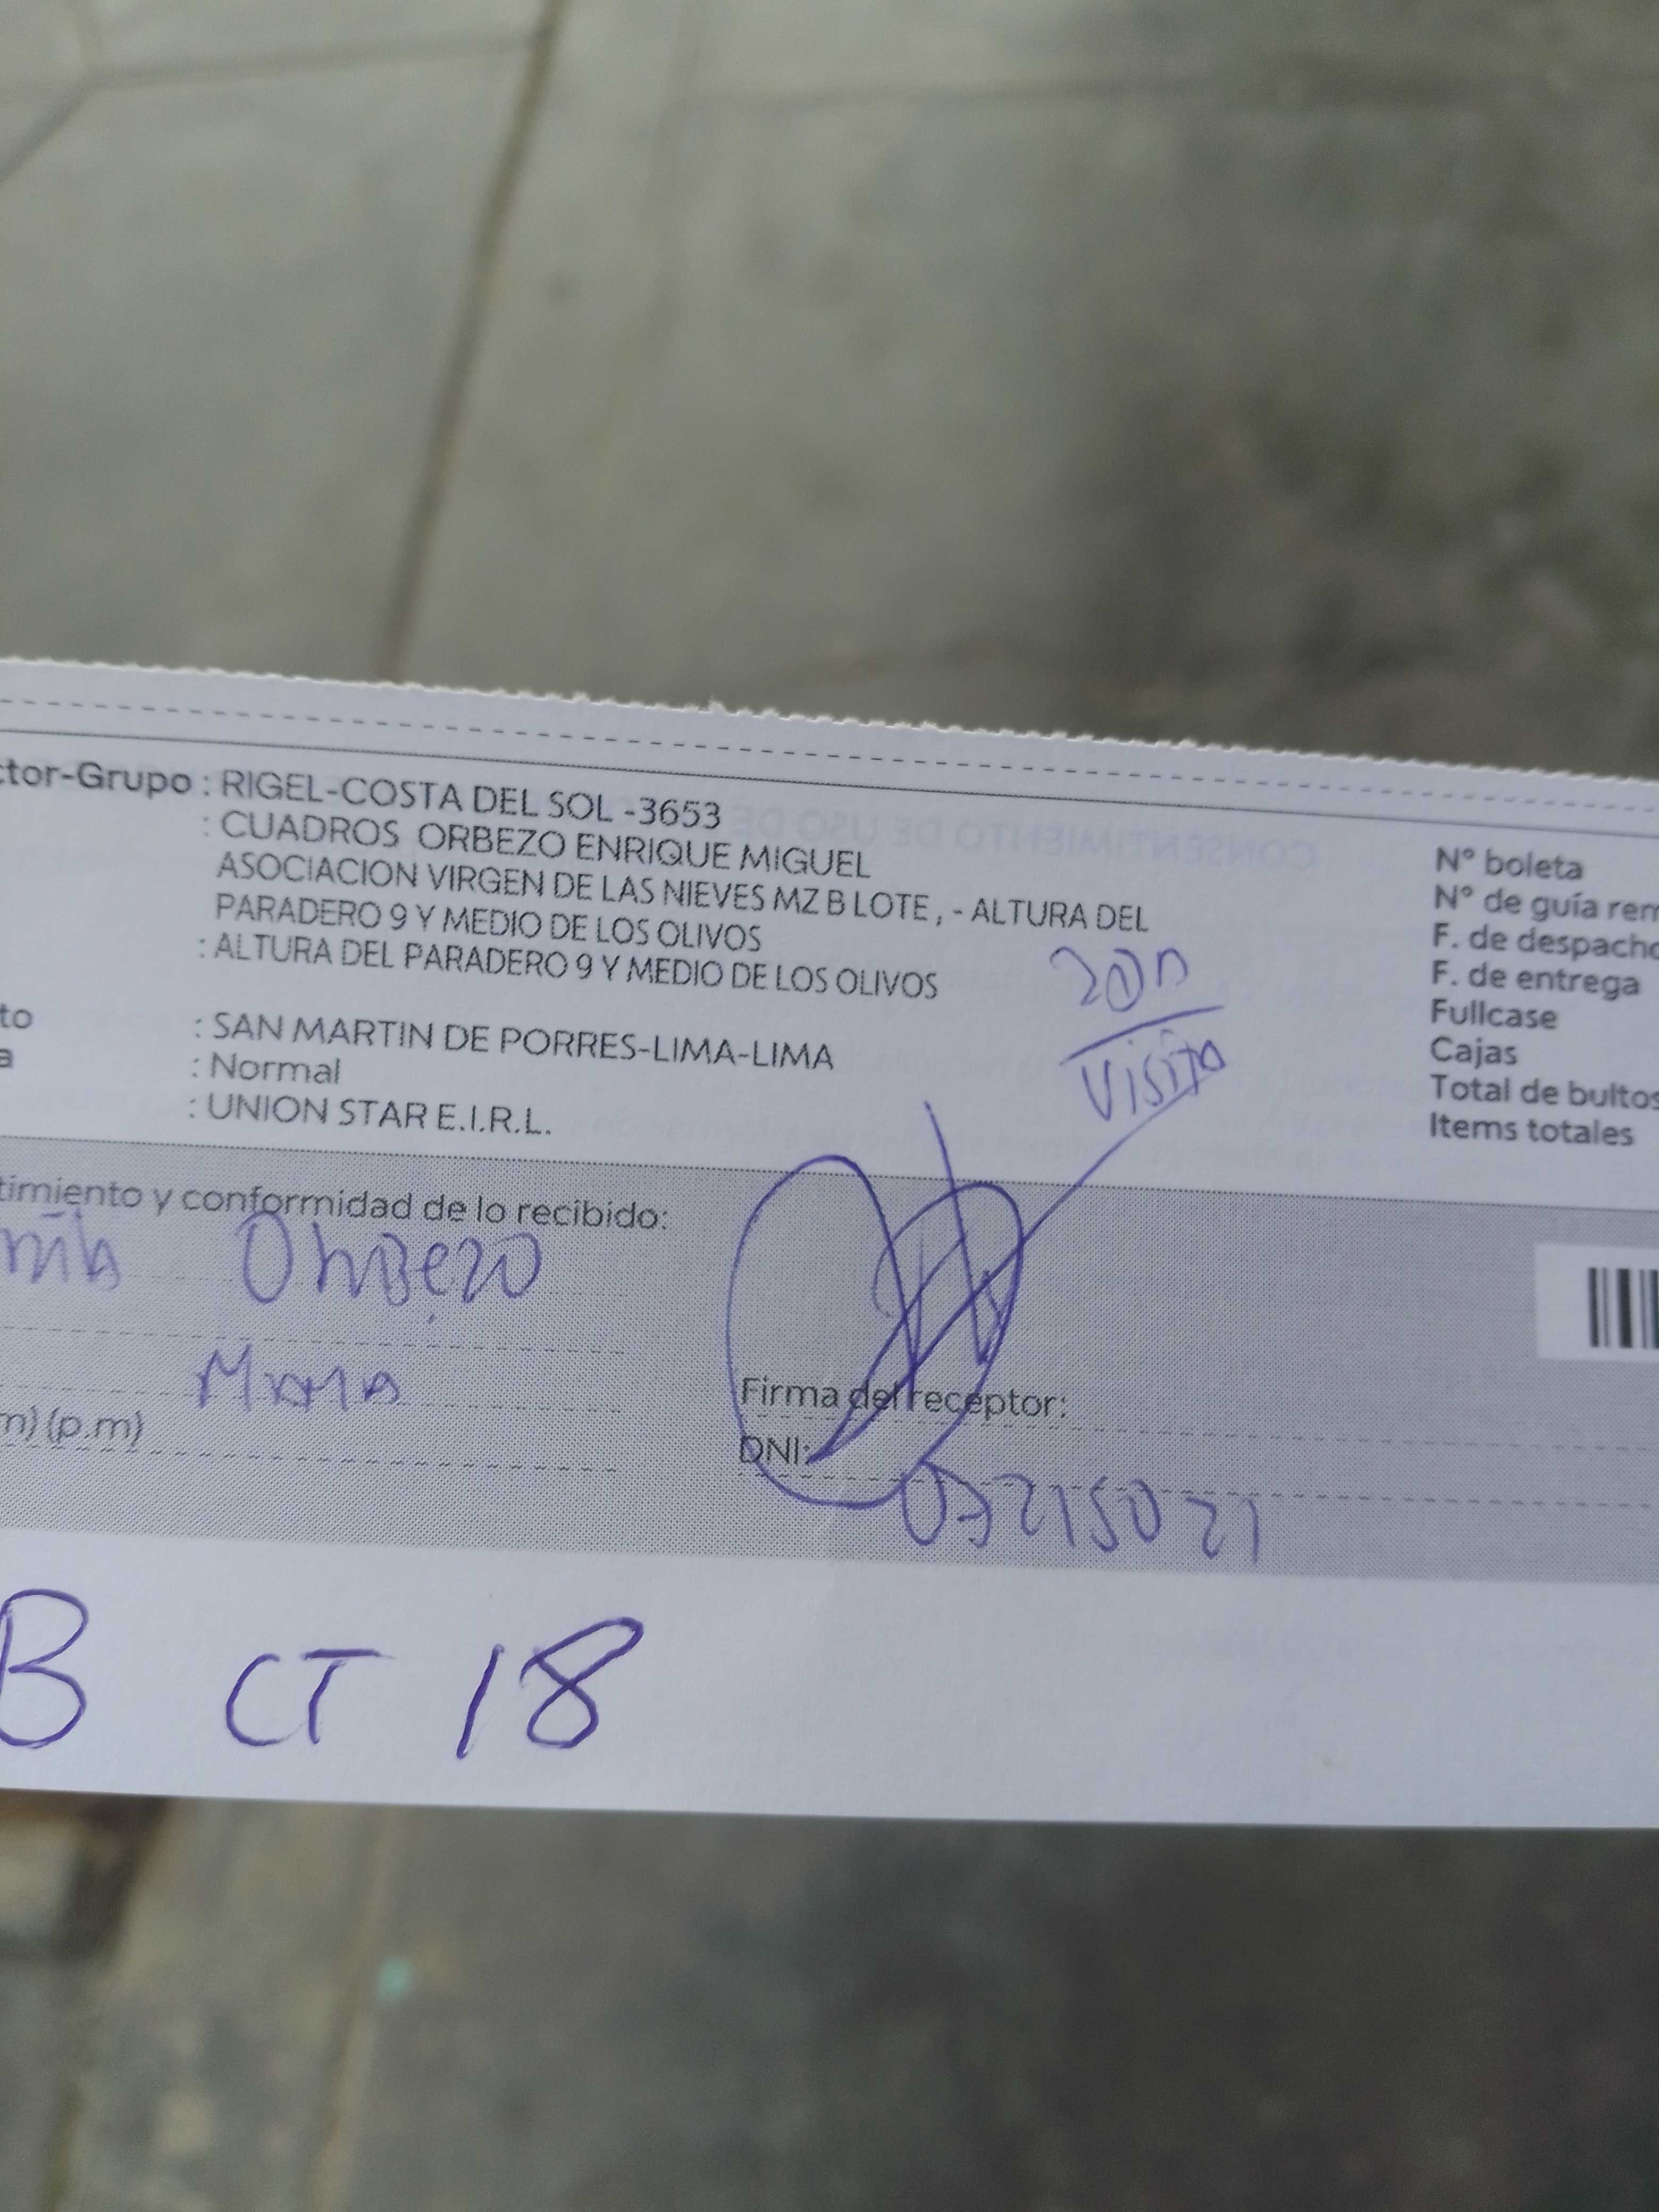 ctor-Grupo : RIGEL-COSTA DEL SOL -3653
: CUADROS ORBEZO ENRIQUE MIGUEL
ASOCIACION VIRGEN DE LAS NIEVES MZ B LOTE , - ALTURA DEL
PARADERO 9 Y MEDIO DE LOS OLIVOS
: ALTURA DEL PARADERO 9 Y MEDIO DE LOS OLIVOS
to : SAN MARTIN DE PORRES-LIMA-LIMA
a : Normal
: UNION STAR E.I.R.L.
Visita
N° boleta
N° de guía rem
F. de despacho
F. de entrega
Fullcase
Cajas
Total de bultos
Items totales
timiento y conformidad de lo recibido:
Orbezo
Mama
m) (p.m)
Firma del receptor:
DNI:
B CT 18